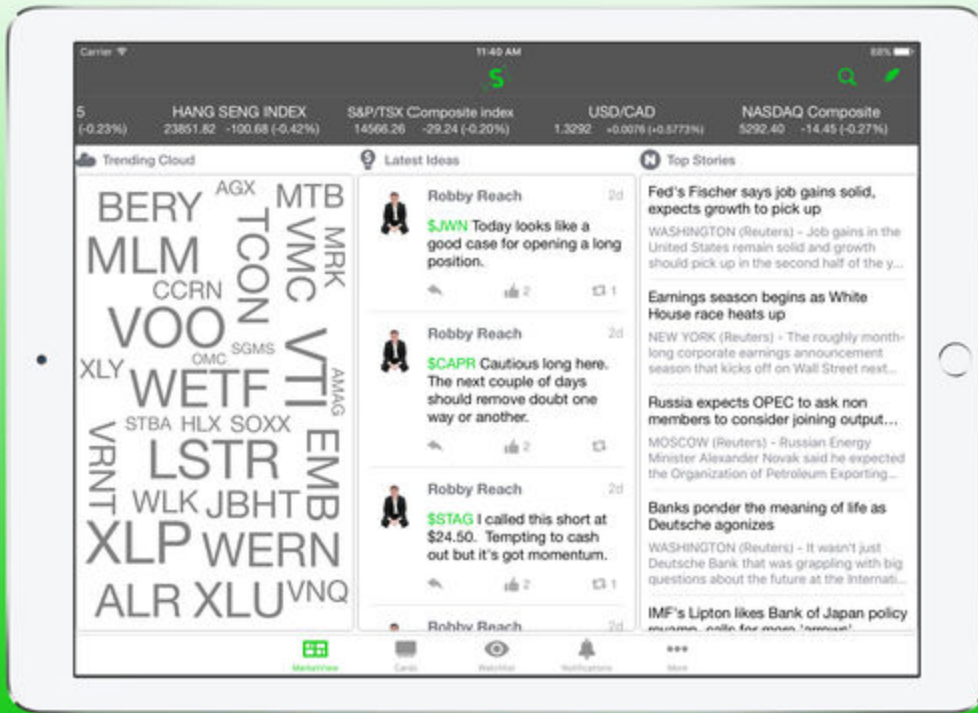 Carrier
11:40 AM
88%
S
5
(-0.23%)
HANG SENG INDEX
23851.82 -100.68 (-0.42%)
S&P/TSX Composite index
14566.26 -29.24 (-0.20%)
USD/CAD
1.3292 +0.0076 (+0.5773%)
NASDAQ Composite
5292.40 -14.45 (-0.27%)
Trending Cloud
BERY
AGX
MTB
MLM
TCON
VMC
MRK
CCRN
VOO
OMC
SGMS
VTI
XLY
WETF
AMAG
STBA HLX SOXX
VRNT
LSTR
EMB
WLK JBHT
XLP WERN
ALR XLU VNQ
$ Latest Ideas
Robby Reach 2d
$JWN Today looks like a
good case for opening a long
position.
2 1
Robby Reach 2d
$CAPR Cautious long here.
The next couple of days
should remove doubt one
way or another.
2
Robby Reach 2d
$STAG I called this short at
$24.50. Tempting to cash
out but it's got momentum.
2 1
Robby Reach 2d
N Top Stories
Fed's Fischer says job gains solid,
expects growth to pick up
WASHINGTON (Reuters) - Job gains in the
United States remain solid and growth
should pick up in the second half of the y...
Earnings season begins as White
House race heats up
NEW YORK (Reuters) - The roughly month-
long corporate earnings announcement
season that kicks off on Wall Street next...
Russia expects OPEC to ask non
members to consider joining output...
MOSCOW (Reuters) - Russian Energy
Minister Alexander Novak said he expected
the Organization of Petroleum Exporting...
Banks ponder the meaning of life as
Deutsche agonizes
WASHINGTON (Reuters) - It wasn't just
Deutsche Bank that was grappling with big
questions about the future at the Internati...
IMF's Lipton likes Bank of Japan policy
revamp, calls for more 'arrows'
MarketView
Cards
Watchlist
Notifications
More